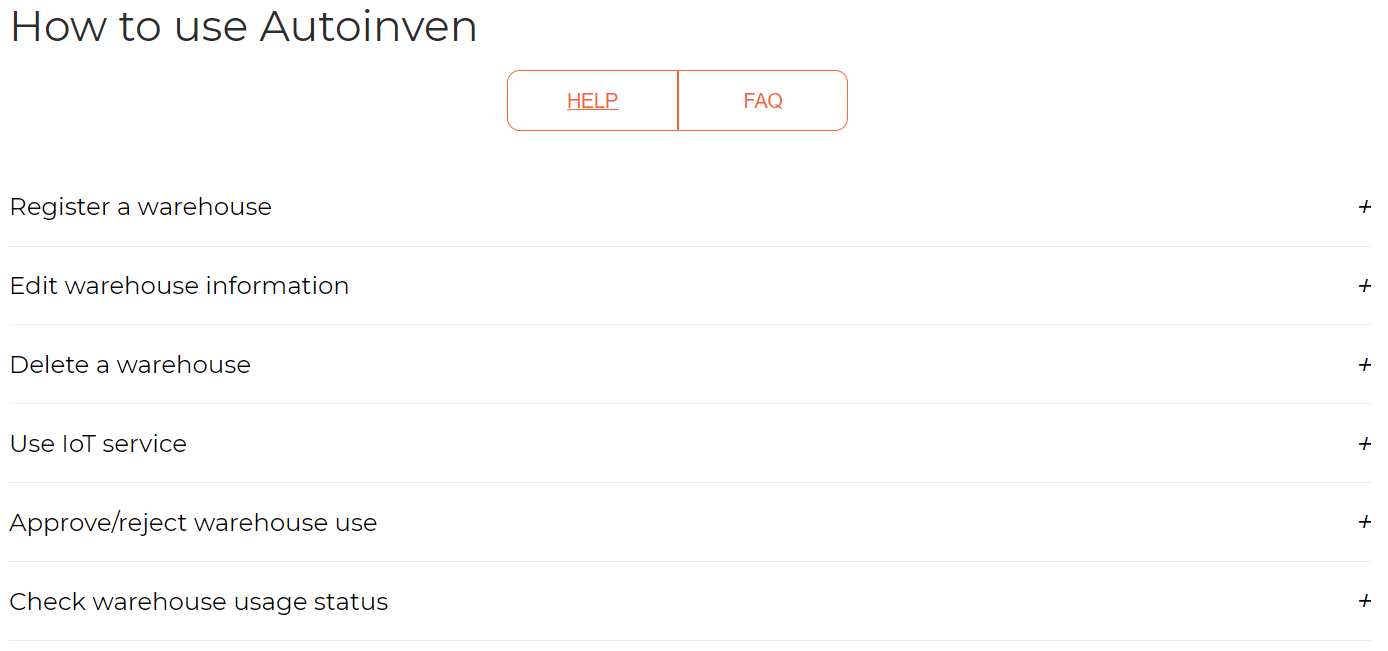 How to use Autoinven
HELP FAQ
Register a warehouse +
Edit warehouse information +
Delete a warehouse +
Use IoT service +
Approve/reject warehouse use +
Check warehouse usage status +